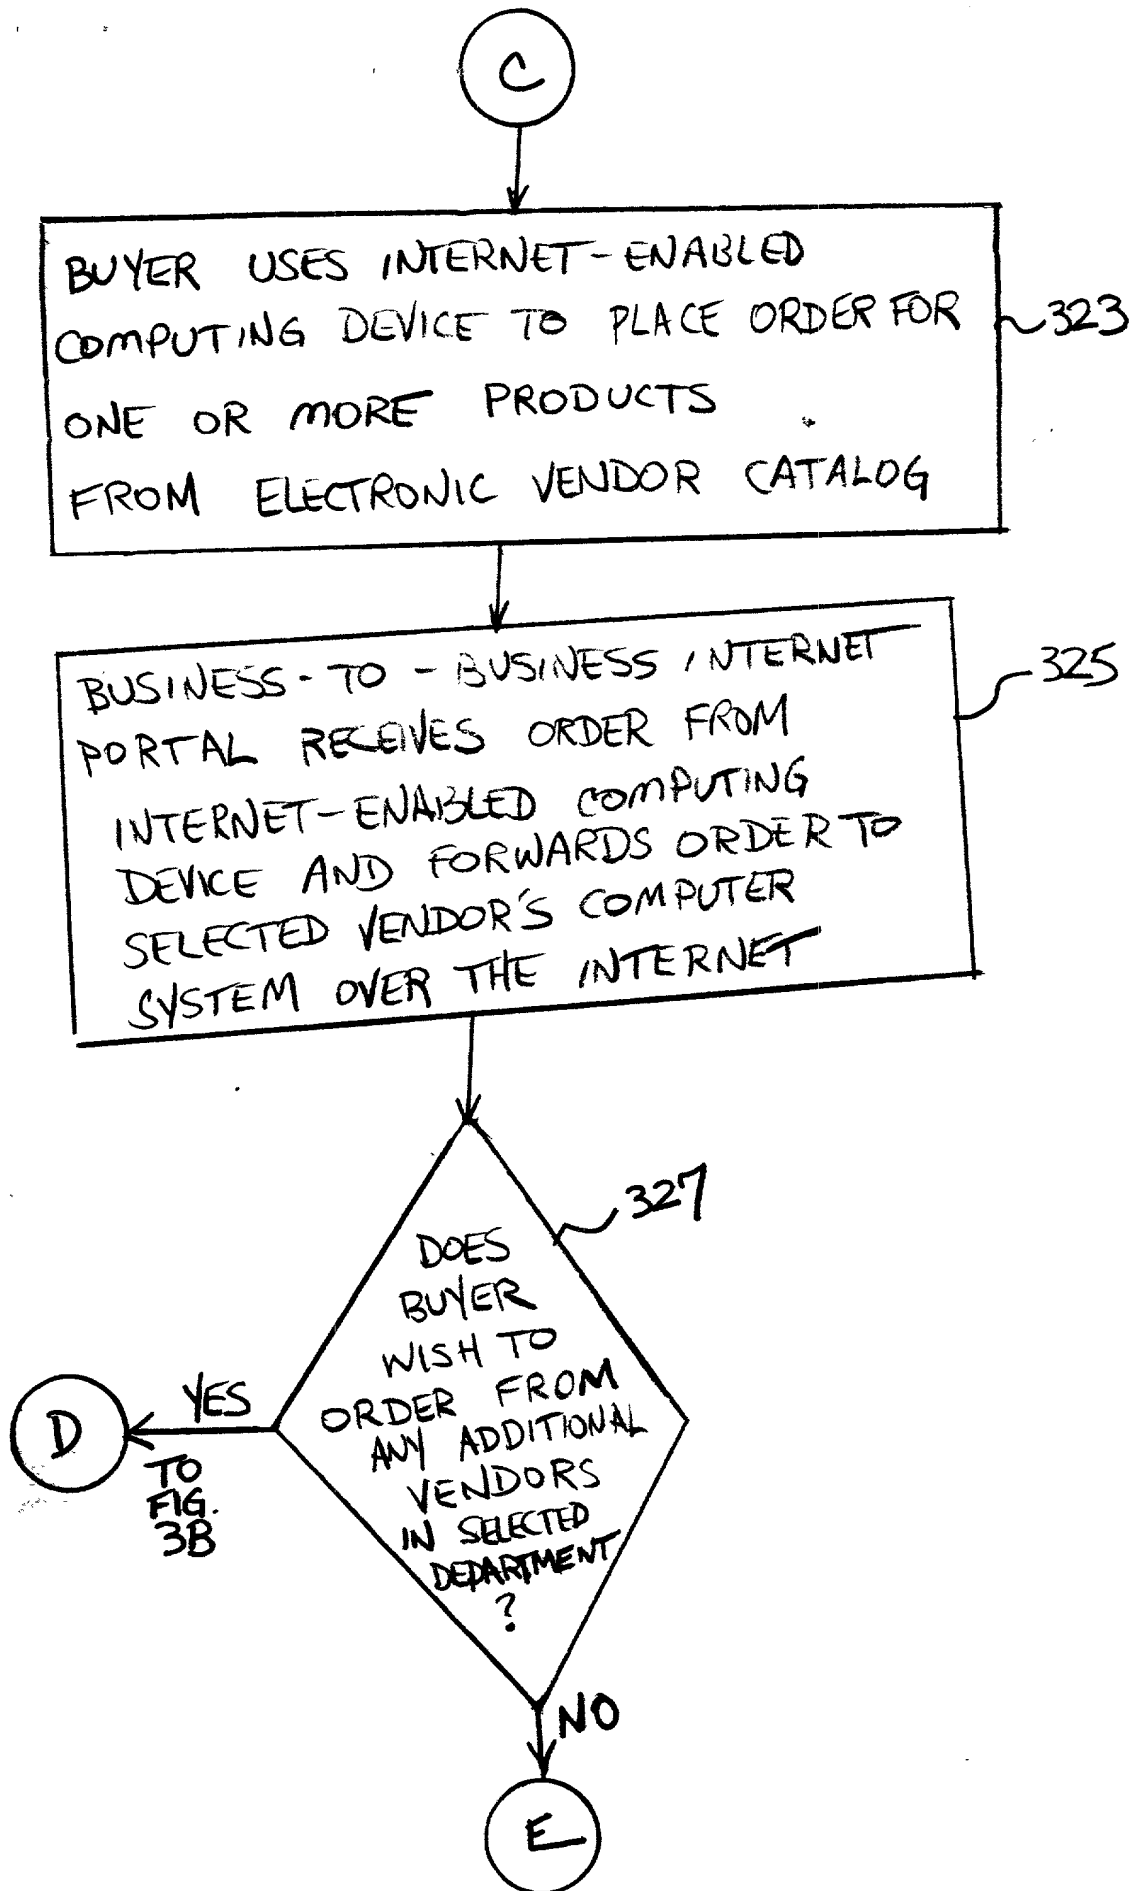 C
BUYER USES INTERNET-ENABLED
COMPUTING DEVICE TO PLACE ORDER FOR
ONE OR MORE PRODUCTS
FROM ELECTRONIC VENDOR CATALOG
323
BUSINESS-TO-BUSINESS INTERNET
PORTAL RECEIVES ORDER FROM
INTERNET-ENABLED COMPUTING
DEVICE AND FORWARDS ORDER TO
SELECTED VENDOR'S COMPUTER
SYSTEM OVER THE INTERNET
325
327
DOES
BUYER
WISH TO
ORDER FROM
ANY ADDITIONAL
VENDORS
IN SELECTED
DEPARTMENT
?
YES
D
TO
FIG.
3B
NO
E